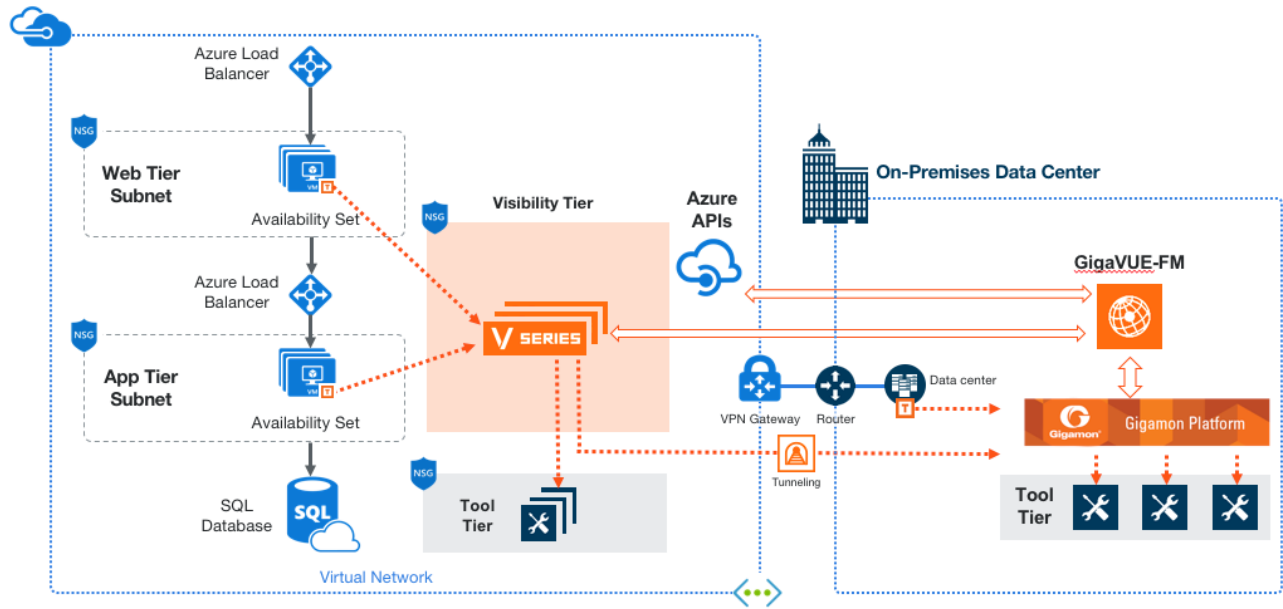 Azure Load
Balancer
NSG
Web Tier
Subnet
VM
T
Availability Set
Azure Load
Balancer
NSG
App Tier
Subnet
VM
T
Availability Set
SQL
Database
SQL
Virtual Network
NSG
Visibility Tier
V SERIES
NSG
Tool
Tier
Azure
APIs
VPN Gateway
Router
Data center
T
Tunneling
On-Premises Data Center
GigaVUE-FM
Gigamon®
Gigamon Platform
Tool
Tier